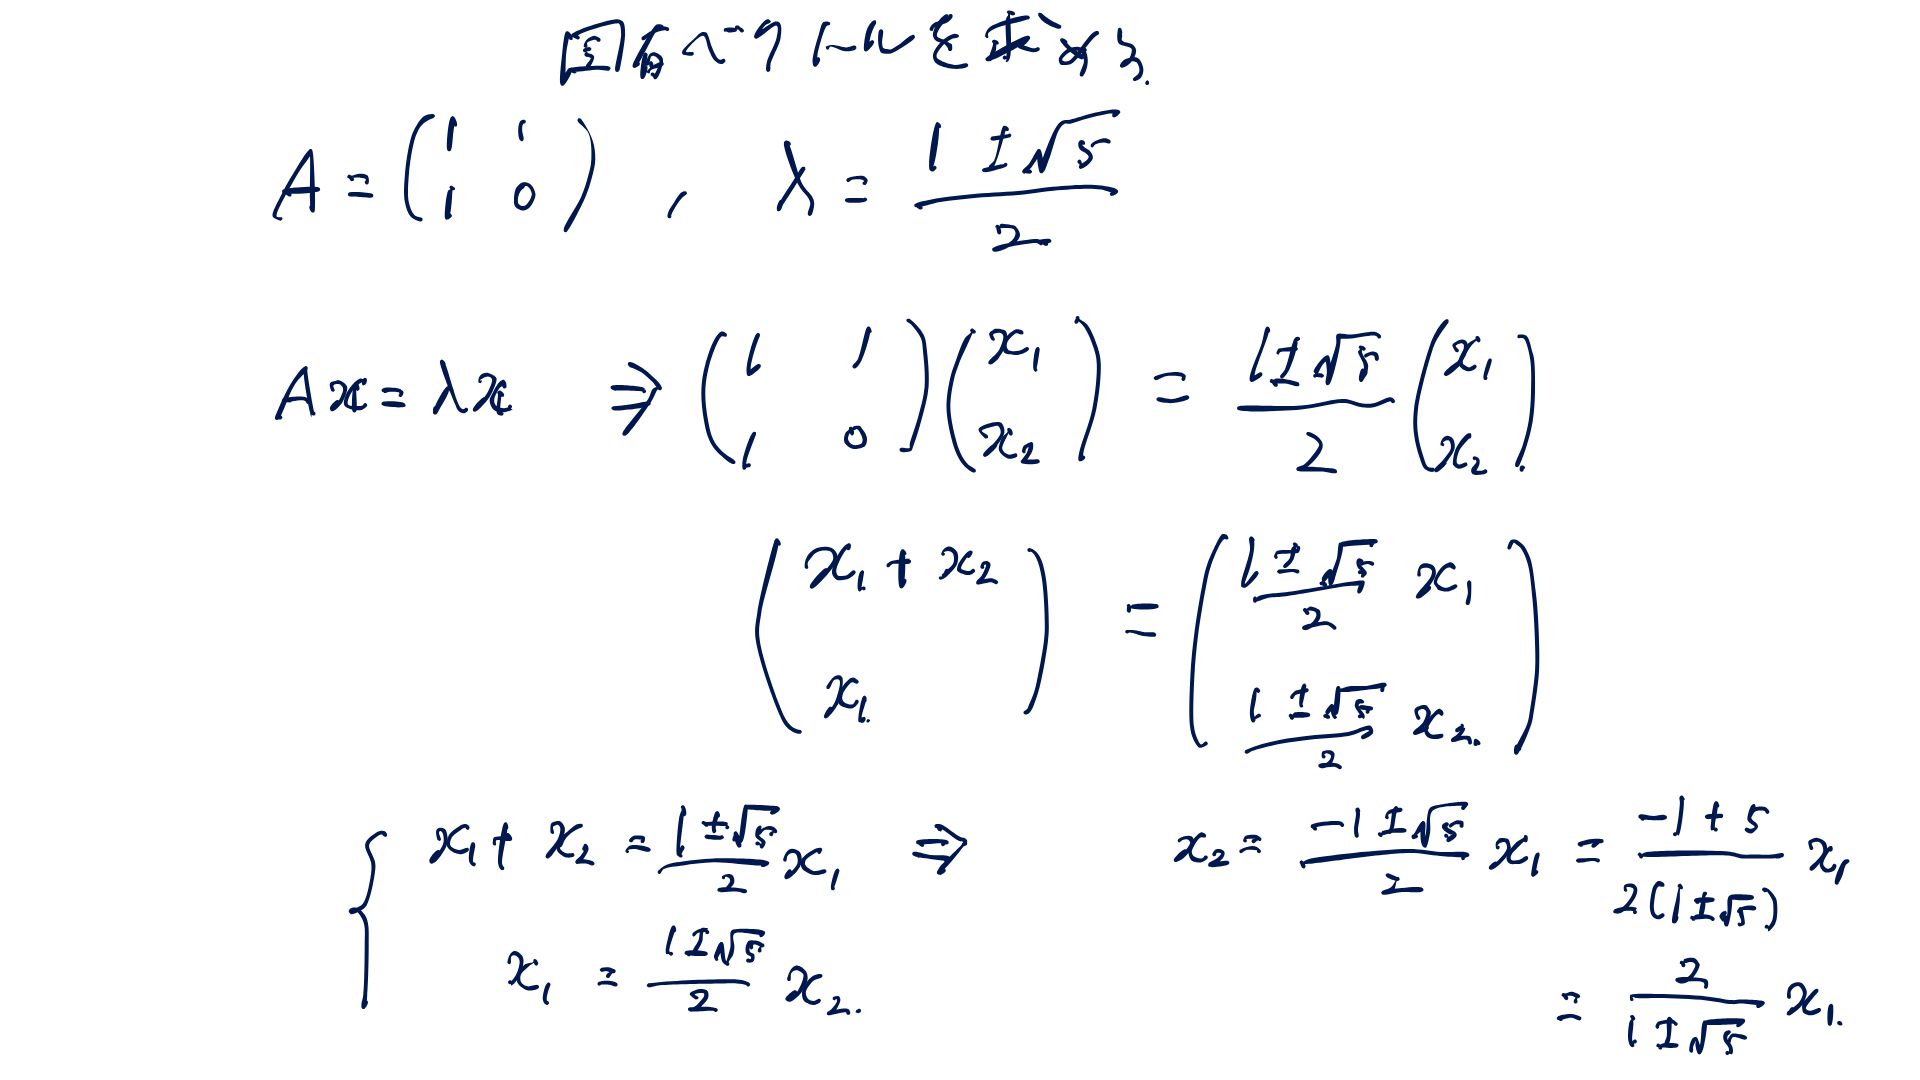 固有ベクトルを求める.
A = (1 1 / 1 0) , λ = (1 ± √5)/2
Ax = λx ⇒ (1 1 / 1 0)(x₁ / x₂) = (1±√5)/2 (x₁ / x₂)
(x₁ + x₂ / x₁.) = ((1±√5)/2 x₁ / (1±√5)/2 x₂.)
{ x₁ + x₂ = (1±√5)/2 x₁ ⇒ x₂ = (-1±√5)/2 x₁ = (-1+5)/(2(1±√5)) x₁
x₁ = (1±√5)/2 x₂. = 2/(1±√5) x₁.